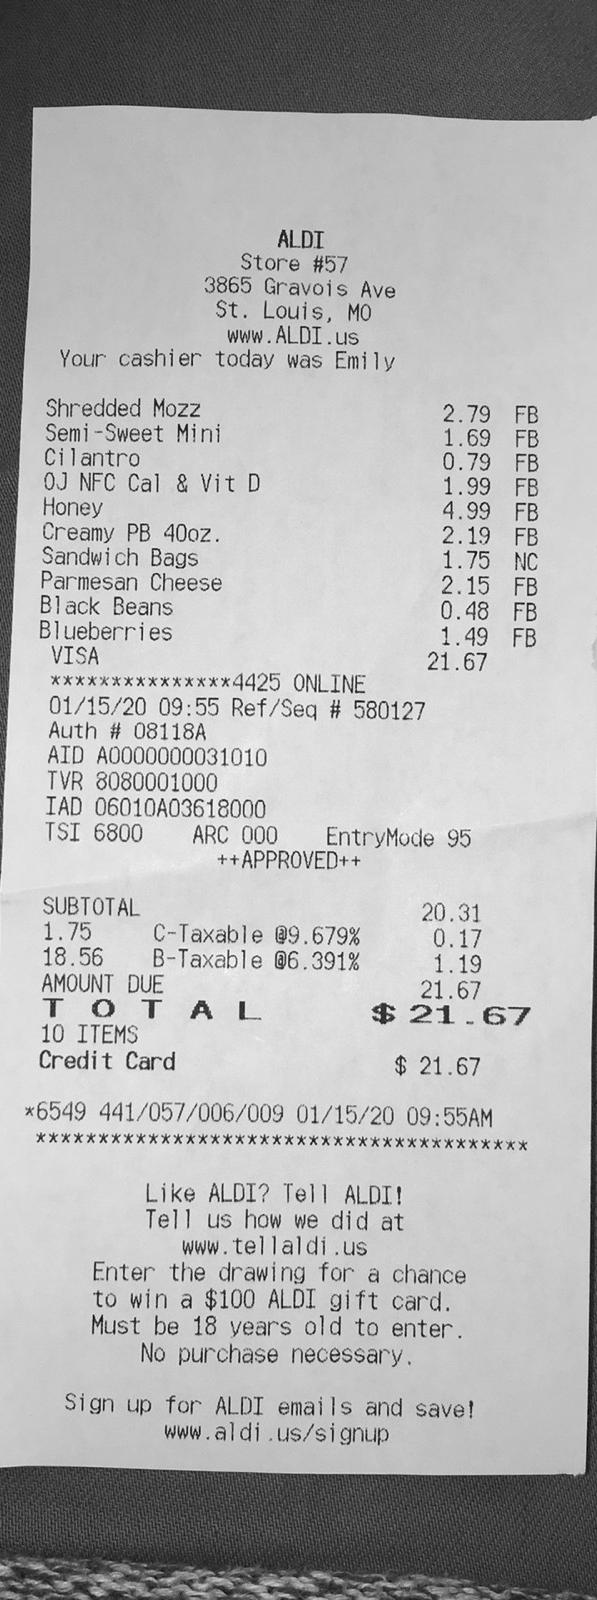 ALDI
Store #57
3865 Gravois Ave
St. Louis, MO
www.ALDI.us
Your cashier today was Emily
Shredded Mozz 2.79 FB
Semi-Sweet Mini 1.69 FB
Cilantro 0.79 FB
OJ NFC Cal & Vit D 1.99 FB
Honey 4.99 FB
Creamy PB 40oz. 2.19 FB
Sandwich Bags 1.75 NC
Parmesan Cheese 2.15 FB
Black Beans 0.48 FB
Blueberries 1.49 FB
VISA 21.67
***************4425 ONLINE
01/15/20 09:55 Ref/Seq # 580127
Auth # 08118A
AID A0000000031010
TVR 8080001000
IAD 06010A03618000
TSI 6800 ARC 000 EntryMode 95
++APPROVED++
SUBTOTAL 20.31
1.75 C-Taxable @9.679% 0.17
18.56 B-Taxable @6.391% 1.19
AMOUNT DUE 21.67
T O T A L $ 21.67
10 ITEMS
Credit Card $ 21.67
*6549 441/057/006/009 01/15/20 09:55AM
****************************************
Like ALDI? Tell ALDI!
Tell us how we did at
www.tellaldi.us
Enter the drawing for a chance
to win a $100 ALDI gift card.
Must be 18 years old to enter.
No purchase necessary.
Sign up for ALDI emails and save!
www.aldi.us/signup